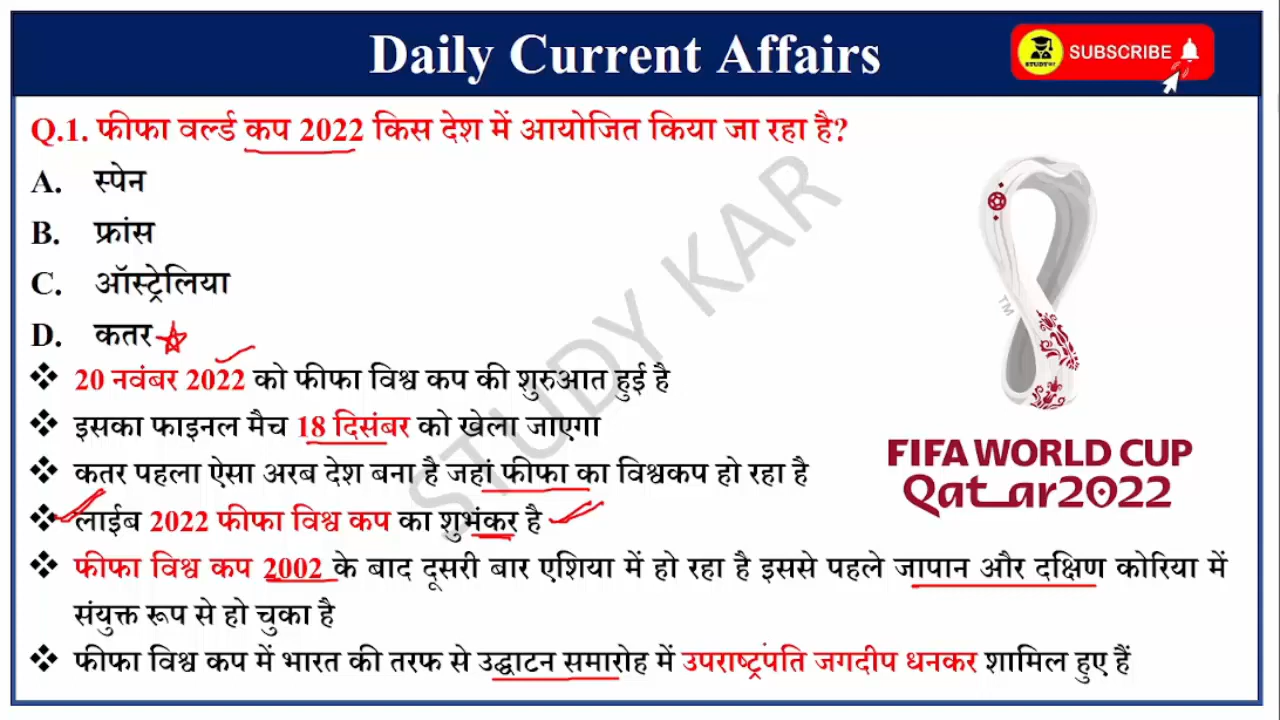 Daily Current Affairs
STUDY KAR
SUBSCRIBE
Q.1. फीफा वर्ल्ड कप 2022 किस देश में आयोजित किया जा रहा है?
A. स्पेन
B. फ्रांस
C. ऑस्ट्रेलिया
D. कतर
❖ 20 नवंबर 2022 को फीफा विश्व कप की शुरुआत हुई है
❖ इसका फाइनल मैच 18 दिसंबर को खेला जाएगा
❖ कतर पहला ऐसा अरब देश बना है जहां फीफा का विश्वकप हो रहा है
❖ लाईब 2022 फीफा विश्व कप का शुभंकर है
❖ फीफा विश्व कप 2002 के बाद दूसरी बार एशिया में हो रहा है इससे पहले जापान और दक्षिण कोरिया में
संयुक्त रूप से हो चुका है
❖ फीफा विश्व कप में भारत की तरफ से उद्घाटन समारोह में उपराष्ट्रपति जगदीप धनकर शामिल हुए हैं
TM
FIFA WORLD CUP
Qatar2022
STUDY KAR